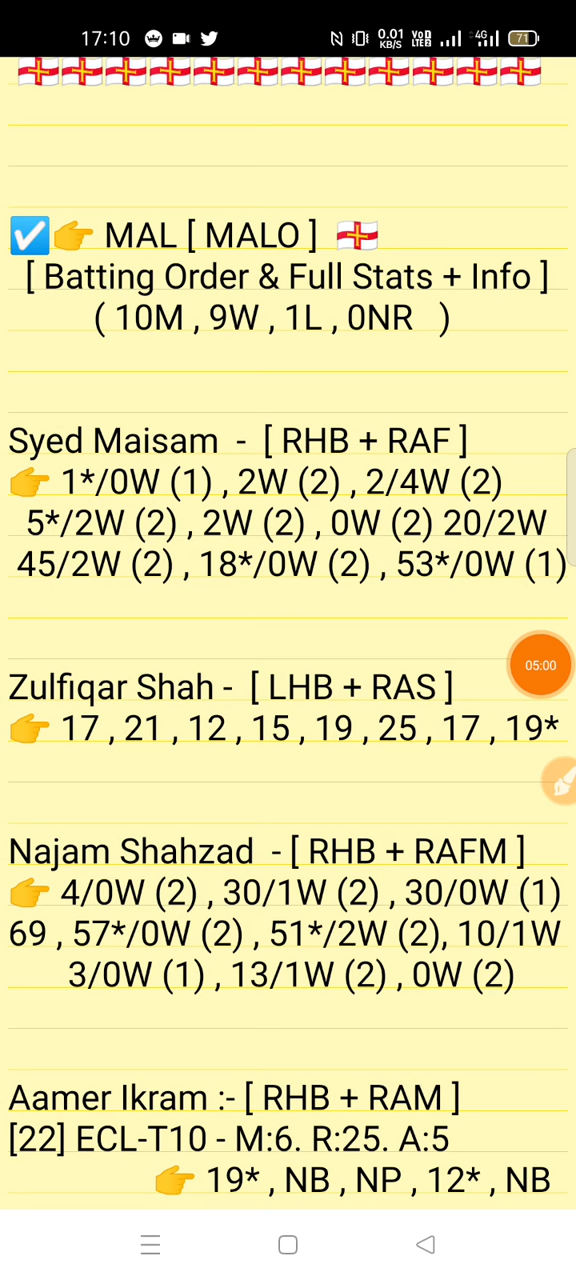 17:10 0.01 KB/S VoD LTE2 4G 71
✅👉 MAL [ MALO ] 🇬🇬
[ Batting Order & Full Stats + Info ]
( 10M , 9W , 1L , 0NR )
Syed Maisam - [ RHB + RAF ]
👉 1*/0W (1) , 2W (2) , 2/4W (2)
5*/2W (2) , 2W (2) , 0W (2) 20/2W
45/2W (2) , 18*/0W (2) , 53*/0W (1)
05:00
Zulfiqar Shah - [ LHB + RAS ]
👉 17 , 21 , 12 , 15 , 19 , 25 , 17 , 19*
Najam Shahzad - [ RHB + RAFM ]
👉 4/0W (2) , 30/1W (2) , 30/0W (1)
69 , 57*/0W (2) , 51*/2W (2), 10/1W
3/0W (1) , 13/1W (2) , 0W (2)
Aamer Ikram :- [ RHB + RAM ]
[22] ECL-T10 - M:6. R:25. A:5
👉 19* , NB , NP , 12* , NB